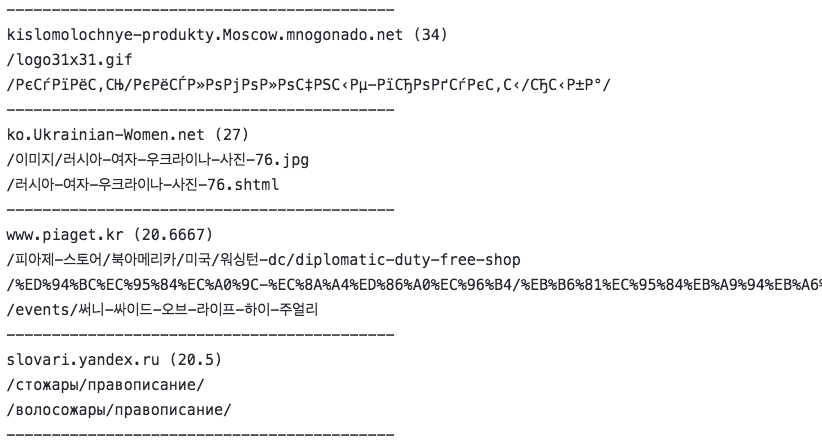 -------------------------------------------
kislomolochnye-produkty.Moscow.mnogonado.net (34)
/logo31x31.gif
/РєСѓРїРёС‚СЊ/РєРёСЃР»РѕРјРѕР»РѕС‡РЅС‹Рµ-РїСЂРѕРґСѓРєС‚С‹/СЂС‹Р±Р°/
-------------------------------------------
ko.Ukrainian-Women.net (27)
/이미지/러시아-여자-우크라이나-사진-76.jpg
/러시아-여자-우크라이나-사진-76.shtml
-------------------------------------------
www.piaget.kr (20.6667)
/피아제-스토어/북아메리카/미국/워싱턴-dc/diplomatic-duty-free-shop
/%ED%94%BC%EC%95%84%EC%A0%9C-%EC%8A%A4%ED%86%A0%EC%96%B4/%EB%B6%81%EC%95%84%EB%A9%94%EB%A6%
/events/써니-싸이드-오브-라이프-하이-주얼리
-------------------------------------------
slovari.yandex.ru (20.5)
/стожары/правописание/
/волосожары/правописание/
-------------------------------------------